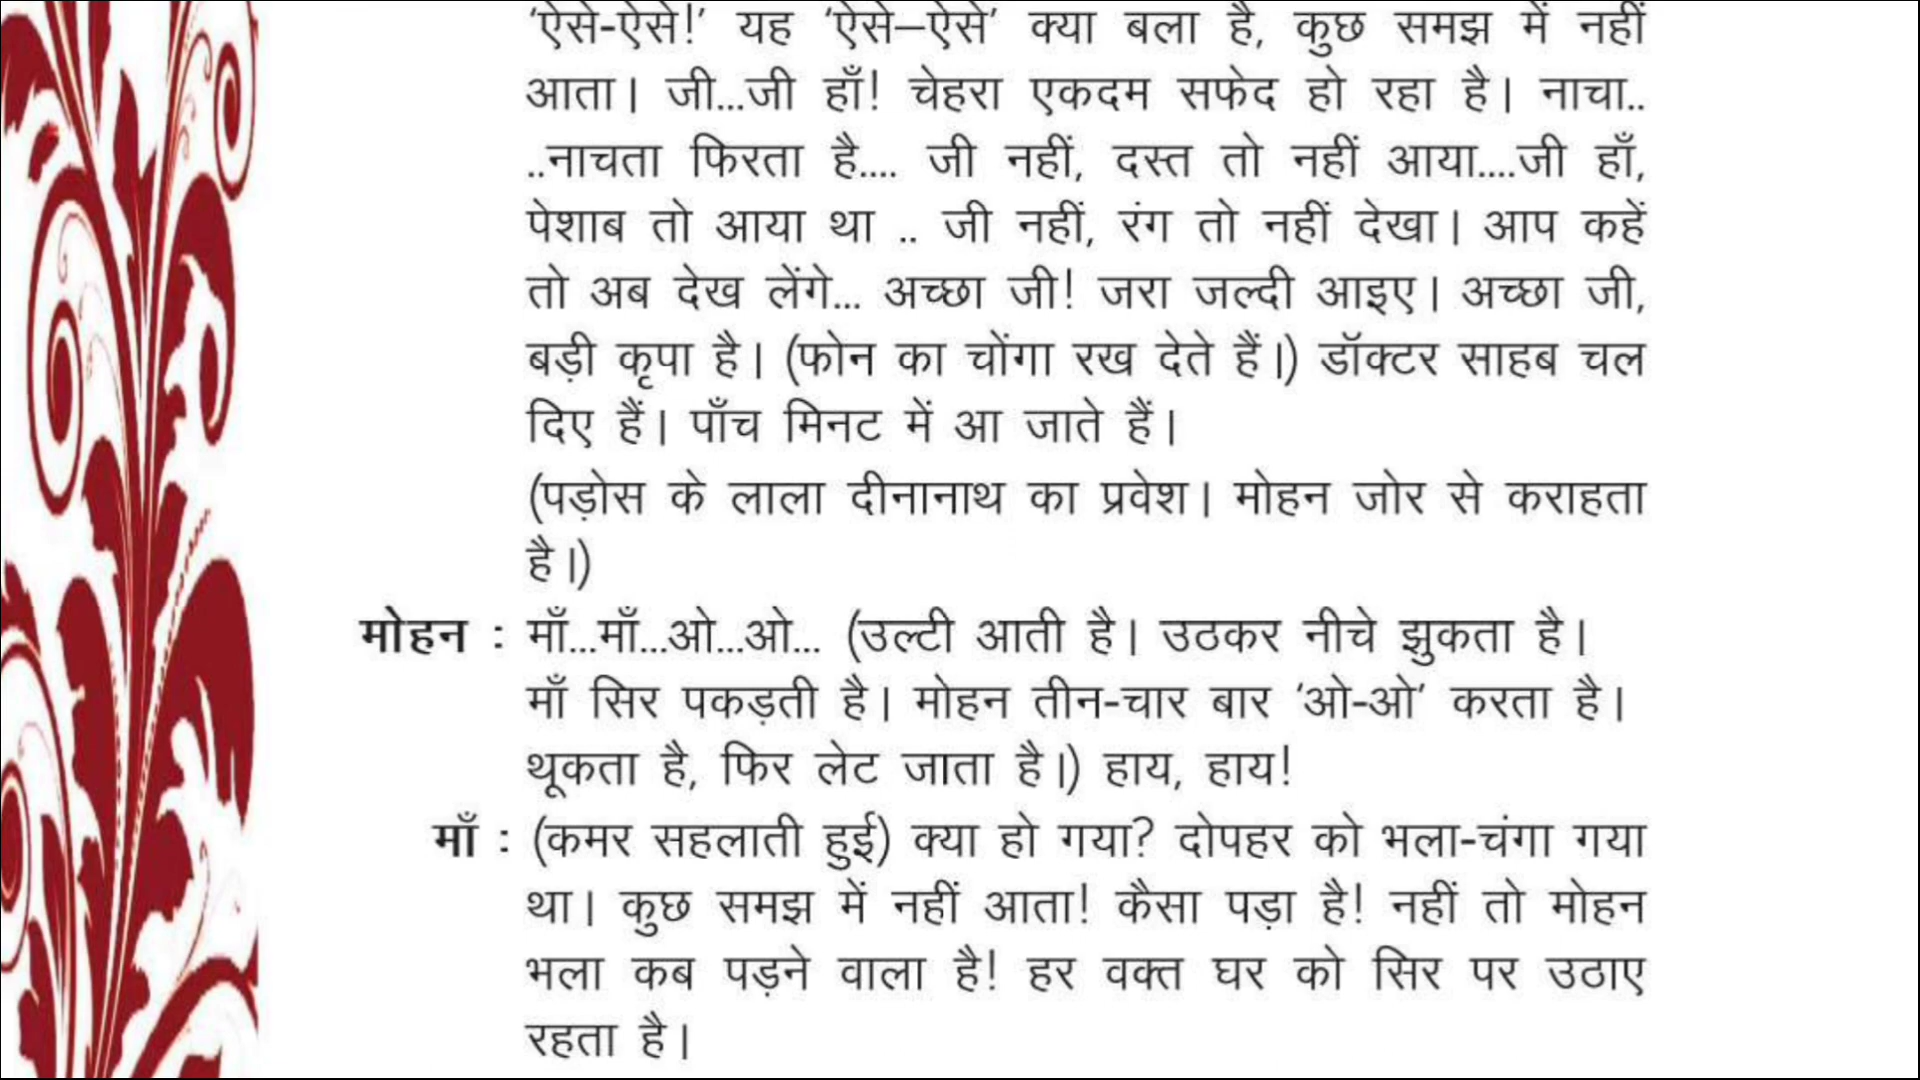 ‘ऐसे-ऐसे!’ यह ‘ऐसे–ऐसे’ क्या बला है, कुछ समझ में नहीं
आता। जी...जी हाँ! चेहरा एकदम सफेद हो रहा है। नाचा..
..नाचता फिरता है.... जी नहीं, दस्त तो नहीं आया....जी हाँ,
पेशाब तो आया था .. जी नहीं, रंग तो नहीं देखा। आप कहें
तो अब देख लेंगे... अच्छा जी! जरा जल्दी आइए। अच्छा जी,
बड़ी कृपा है। (फोन का चोंगा रख देते हैं।) डॉक्टर साहब चल
दिए हैं। पाँच मिनट में आ जाते हैं।
(पड़ोस के लाला दीनानाथ का प्रवेश। मोहन जोर से कराहता
है।)
मोहन : माँ...माँ...ओ...ओ... (उल्टी आती है। उठकर नीचे झुकता है।
माँ सिर पकड़ती है। मोहन तीन-चार बार ‘ओ-ओ’ करता है।
थूकता है, फिर लेट जाता है।) हाय, हाय!
माँ : (कमर सहलाती हुई) क्या हो गया? दोपहर को भला-चंगा गया
था। कुछ समझ में नहीं आता! कैसा पड़ा है! नहीं तो मोहन
भला कब पड़ने वाला है! हर वक्त घर को सिर पर उठाए
रहता है।